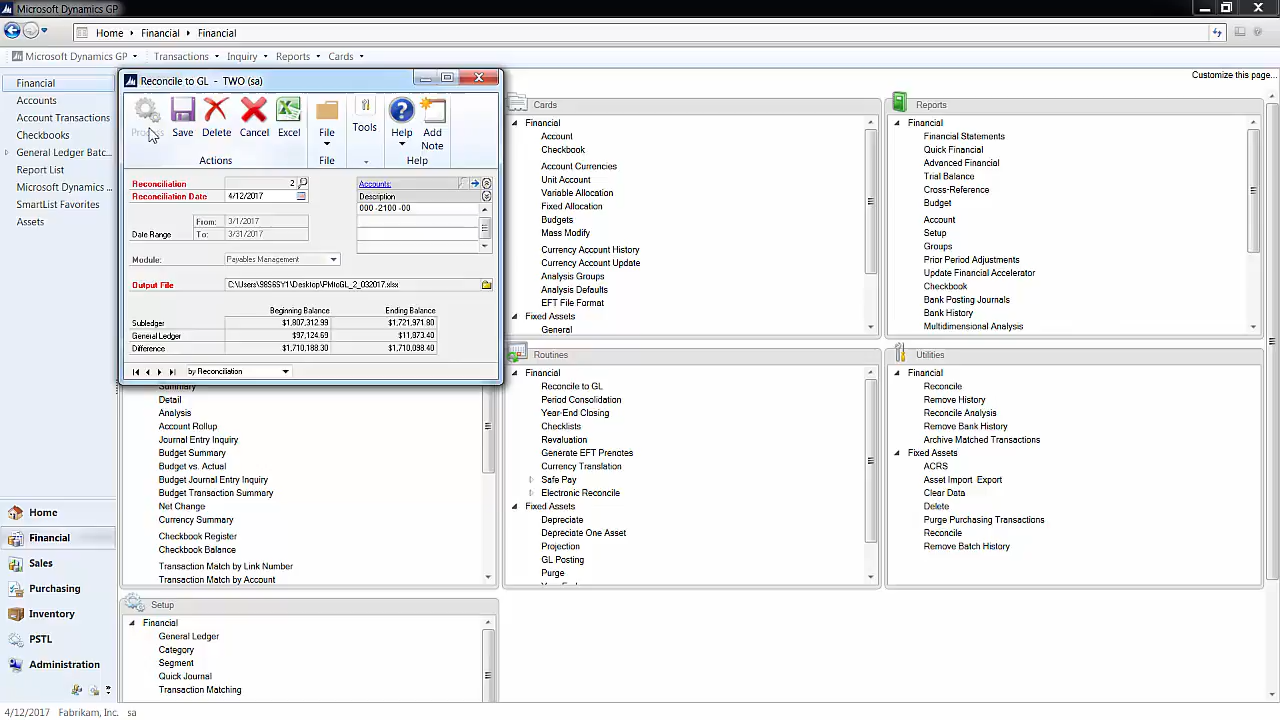 Microsoft Dynamics GP
Home
Financial
Financial
Microsoft Dynamics GP
Transactions
Inquiry
Reports
Cards
Customize this page...
Financial
Accounts
Account Transactions
Checkbooks
General Ledger Batc...
Report List
Microsoft Dynamics ...
SmartList Favorites
Assets
Home
Financial
Sales
Purchasing
Inventory
PSTL
Administration
4/12/2017 Fabrikam, Inc. sa
Reconcile to GL - TWO (sa)
Save
Delete
Cancel
Excel
File
Tools
Help
Add
Note
Actions
File
Help
Reconciliation
2
Reconciliation Date
4/12/2017
Date Range
From:
3/1/2017
To:
3/31/2017
Module:
Payables Management
Output File
C:\Users\98S6SY1\Desktop\PMtoGL_2_032017.xlsx
Accounts:
Description
000 -2100 -00
Beginning Balance
Ending Balance
Subledger
$1,807,312.99
$1,721,971.80
General Ledger
$97,124.69
$11,873.40
Difference
$1,710,188.30
$1,710,098.40
by Reconciliation
Summary
Detail
Analysis
Account Rollup
Journal Entry Inquiry
Budget Summary
Budget vs. Actual
Budget Journal Entry Inquiry
Budget Transaction Summary
Net Change
Currency Summary
Checkbook Register
Checkbook Balance
Transaction Match by Link Number
Transaction Match by Account
Setup
Financial
General Ledger
Category
Segment
Quick Journal
Transaction Matching
Cards
Financial
Account
Checkbook
Account Currencies
Unit Account
Variable Allocation
Fixed Allocation
Budgets
Mass Modify
Currency Account History
Currency Account Update
Analysis Groups
Analysis Defaults
EFT File Format
Fixed Assets
General
Routines
Financial
Reconcile to GL
Period Consolidation
Year-End Closing
Checklists
Revaluation
Generate EFT Prenotes
Currency Translation
Safe Pay
Electronic Reconcile
Fixed Assets
Depreciate
Depreciate One Asset
Projection
GL Posting
Purge
Reports
Financial
Financial Statements
Quick Financial
Advanced Financial
Trial Balance
Cross-Reference
Budget
Account
Setup
Groups
Prior Period Adjustments
Update Financial Accelerator
Checkbook
Bank Posting Journals
Bank History
Multidimensional Analysis
Utilities
Financial
Reconcile
Remove History
Reconcile Analysis
Remove Bank History
Archive Matched Transactions
Fixed Assets
ACRS
Asset Import Export
Clear Data
Delete
Purge Purchasing Transactions
Reconcile
Remove Batch History